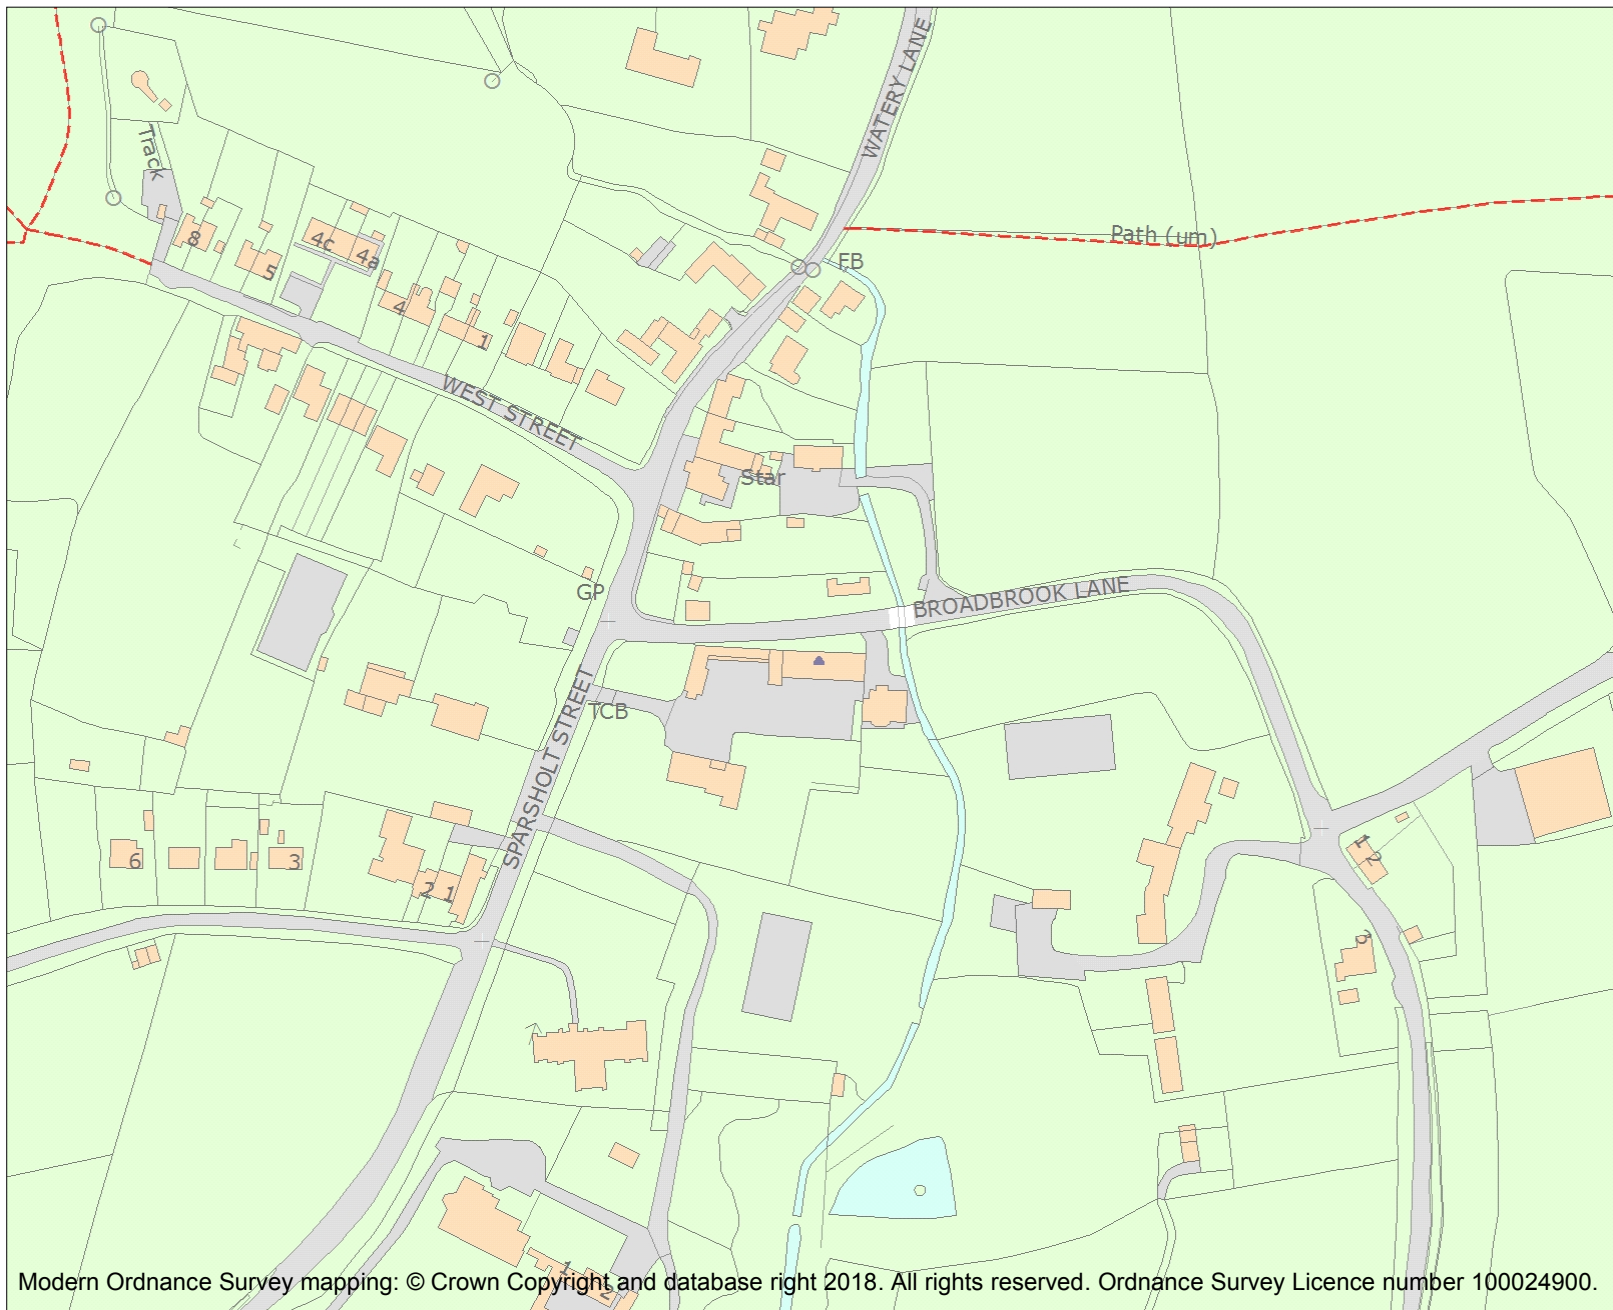 WATERY LANE
Track
8
4c
4a
5
Path (um)
FB
4
1
WEST STREET
Star
GP
BROADBROOK LANE
SPARSHOLT STREET
TCB
6
3
2
1
1
2
3
1
2
Modern Ordnance Survey mapping: © Crown Copyright and database right 2018. All rights reserved. Ordnance Survey Licence number 100024900.